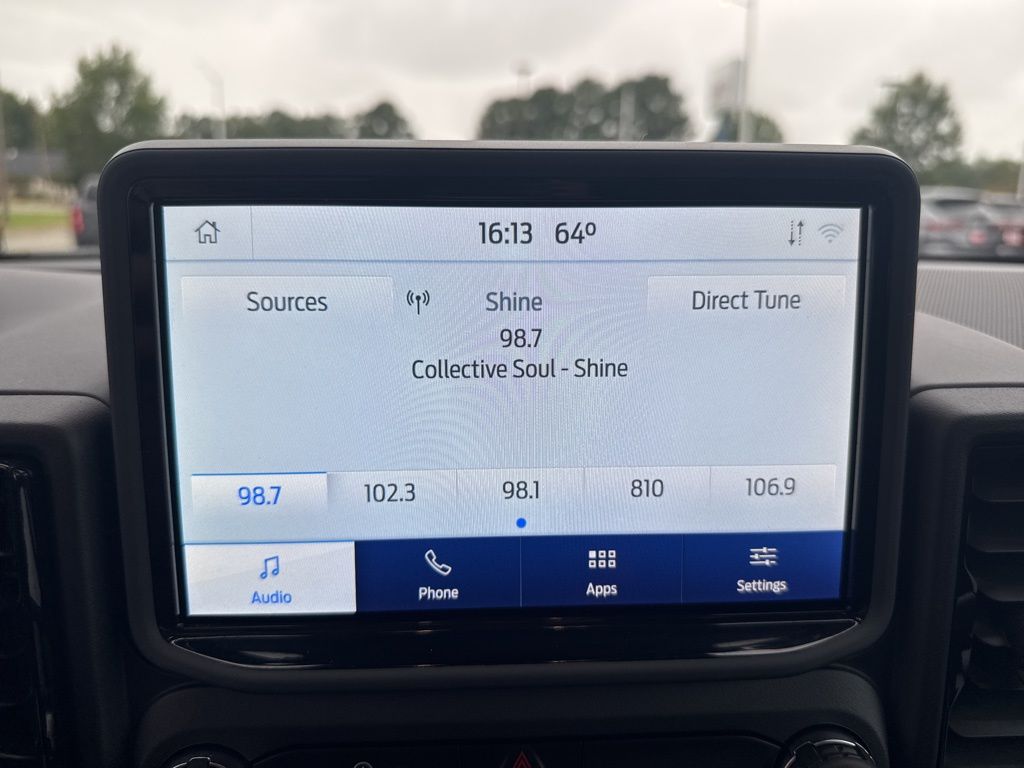 16:13 64º
Sources
Shine
Direct Tune
98.7
Collective Soul - Shine
98.7
102.3
98.1
810
106.9
Audio
Phone
Apps
Settings